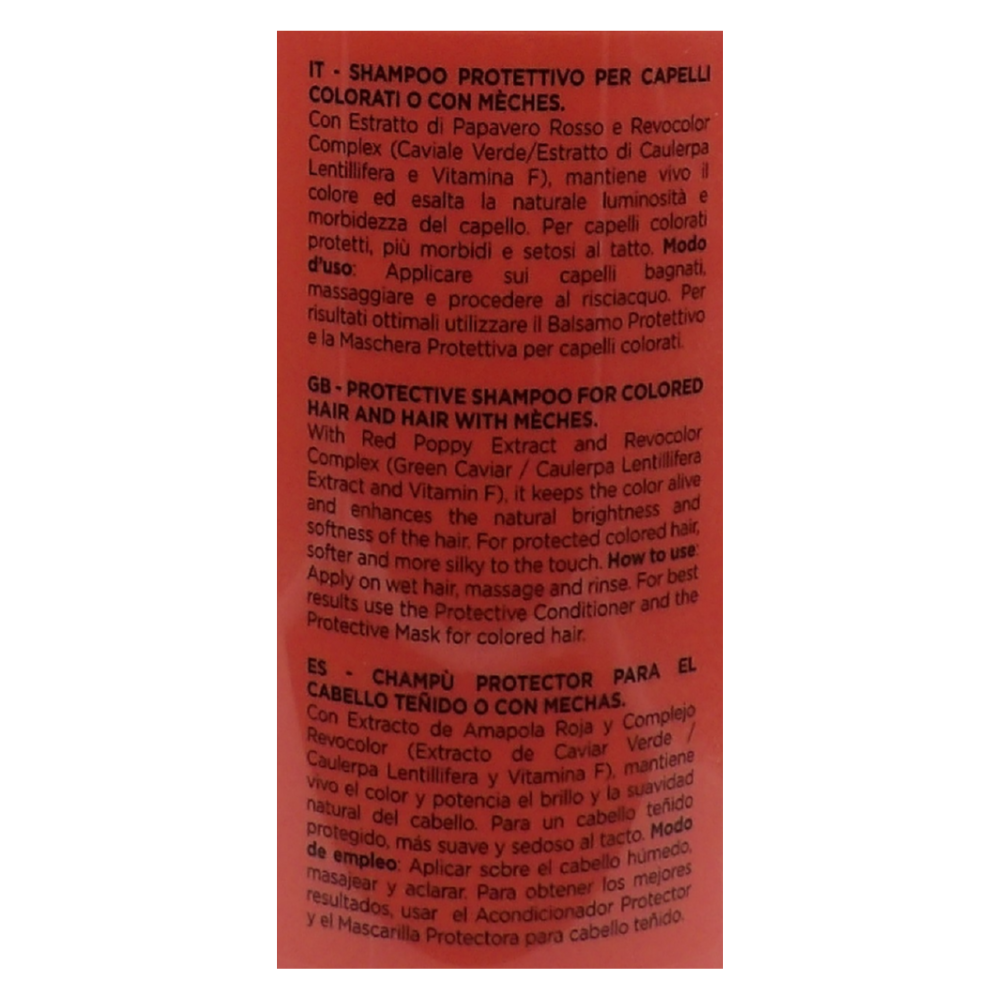 IT - SHAMPOO PROTETTIVO PER CAPELLI
COLORATI O CON MÈCHES.
Con Estratto di Papavero Rosso e Revocolor
Complex (Caviale Verde/Estratto di Caulerpa
Lentillifera e Vitamina F), mantiene vivo il
colore ed esalta la naturale luminosità e
morbidezza del capello. Per capelli colorati
protetti, più morbidi e setosi al tatto. Modo
d'uso: Applicare sui capelli bagnati,
massaggiare e procedere al risciacquo. Per
risultati ottimali utilizzare il Balsamo Protettivo
e la Maschera Protettiva per capelli colorati.
GB - PROTECTIVE SHAMPOO FOR COLORED
HAIR AND HAIR WITH MÈCHES.
With Red Poppy Extract and Revocolor
Complex (Green Caviar / Caulerpa Lentillifera
Extract and Vitamin F), it keeps the color alive
and enhances the natural brightness and
softness of the hair. For protected colored hair,
softer and more silky to the touch. How to use:
Apply on wet hair, massage and rinse. For best
results use the Protective Conditioner and the
Protective Mask for colored hair.
ES - CHAMPÙ PROTECTOR PARA EL
CABELLO TEÑIDO O CON MECHAS.
Con Extracto de Amapola Roja y Complejo
Revocolor (Extracto de Caviar Verde /
Caulerpa Lentillifera y Vitamina F), mantiene
vivo el color y potencia el brillo y la suavidad
natural del cabello. Para un cabello teñido
protegido, más suave y sedoso al tacto. Modo
de empleo: Aplicar sobre el cabello húmedo,
masajear y aclarar. Para obtener los mejores
resultados, usar el Acondicionador Protector
y el Mascarilla Protectora para cabello teñido.